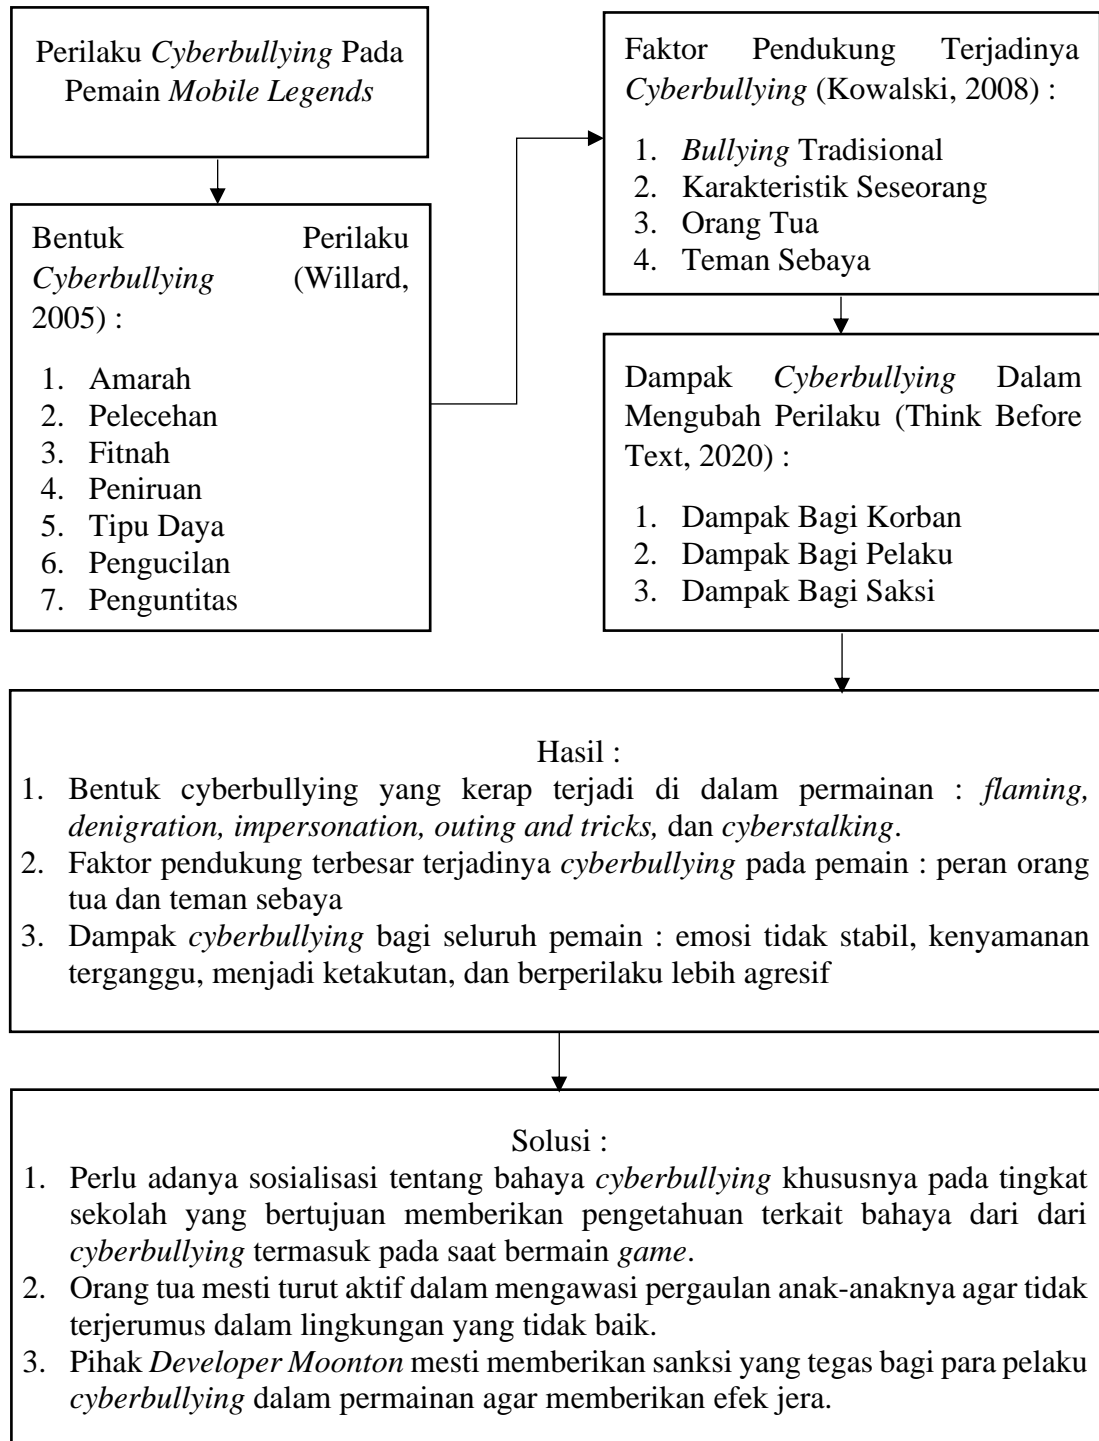 Perilaku Cyberbullying Pada
Pemain Mobile Legends
Bentuk Perilaku
Cyberbullying (Willard,
2005) :
1. Amarah
2. Pelecehan
3. Fitnah
4. Peniruan
5. Tipu Daya
6. Pengucilan
7. Penguntitas
Faktor Pendukung Terjadinya
Cyberbullying (Kowalski, 2008) :
1. Bullying Tradisional
2. Karakteristik Seseorang
3. Orang Tua
4. Teman Sebaya
Dampak Cyberbullying Dalam
Mengubah Perilaku (Think Before
Text, 2020) :
1. Dampak Bagi Korban
2. Dampak Bagi Pelaku
3. Dampak Bagi Saksi
Hasil :
1. Bentuk cyberbullying yang kerap terjadi di dalam permainan : flaming,
denigration, impersonation, outing and tricks, dan cyberstalking.
2. Faktor pendukung terbesar terjadinya cyberbullying pada pemain : peran orang
tua dan teman sebaya
3. Dampak cyberbullying bagi seluruh pemain : emosi tidak stabil, kenyamanan
terganggu, menjadi ketakutan, dan berperilaku lebih agresif
Solusi :
1. Perlu adanya sosialisasi tentang bahaya cyberbullying khususnya pada tingkat
sekolah yang bertujuan memberikan pengetahuan terkait bahaya dari dari
cyberbullying termasuk pada saat bermain game.
2. Orang tua mesti turut aktif dalam mengawasi pergaulan anak-anaknya agar tidak
terjerumus dalam lingkungan yang tidak baik.
3. Pihak Developer Moonton mesti memberikan sanksi yang tegas bagi para pelaku
cyberbullying dalam permainan agar memberikan efek jera.